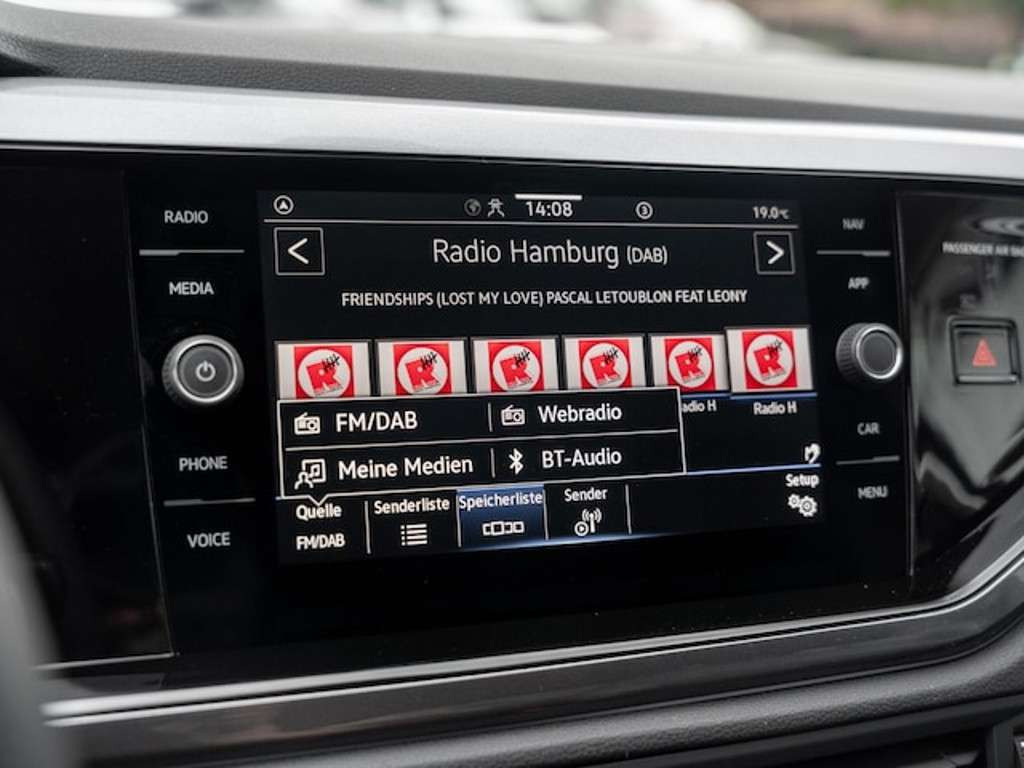 RADIO
MEDIA
PHONE
VOICE
14:08
3
19.0°C
<
Radio Hamburg (DAB)
>
FRIENDSHIPS (LOST MY LOVE) PASCAL LETOUBLON FEAT LEONY
R R R R R R
adio H
Radio H
FM/DAB
Webradio
Meine Medien
BT-Audio
Quelle
FM/DAB
Senderliste
Speicherliste
Sender
Setup
NAV
APP
CAR
MENU
PASSENGER AIR